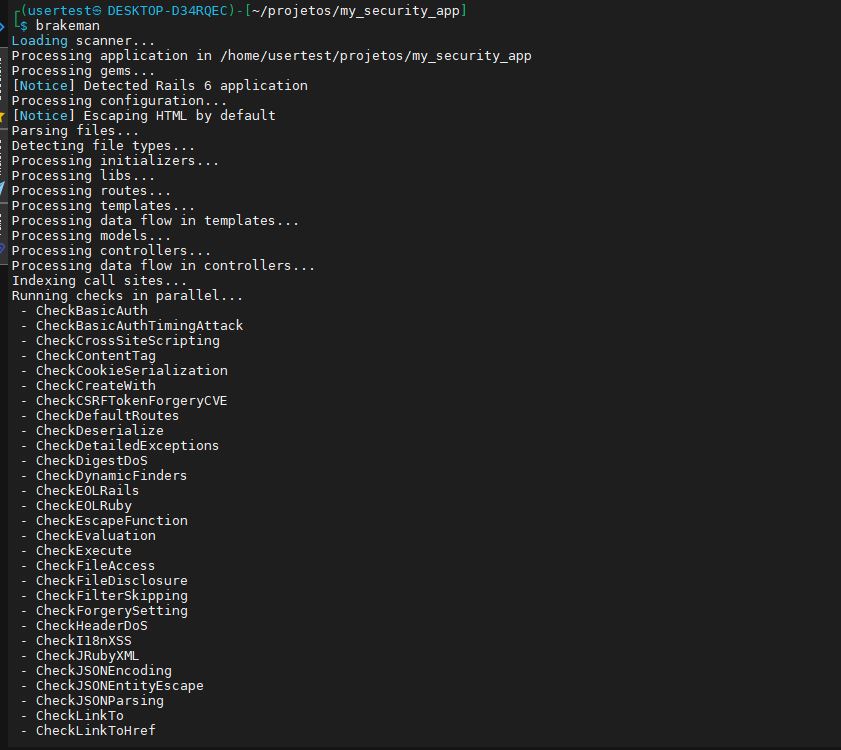 ┌(usertest㉿DESKTOP-D34RQEC)-[~/projetos/my_security_app]
└$ brakeman
Loading scanner...
Processing application in /home/usertest/projetos/my_security_app
Processing gems...
[Notice] Detected Rails 6 application
Processing configuration...
[Notice] Escaping HTML by default
Parsing files...
Detecting file types...
Processing initializers...
Processing libs...
Processing routes...
Processing templates...
Processing data flow in templates...
Processing models...
Processing controllers...
Processing data flow in controllers...
Indexing call sites...
Running checks in parallel...
 - CheckBasicAuth
 - CheckBasicAuthTimingAttack
 - CheckCrossSiteScripting
 - CheckContentTag
 - CheckCookieSerialization
 - CheckCreateWith
 - CheckCSRFTokenForgeryCVE
 - CheckDefaultRoutes
 - CheckDeserialize
 - CheckDetailedExceptions
 - CheckDigestDoS
 - CheckDynamicFinders
 - CheckEOLRails
 - CheckEOLRuby
 - CheckEscapeFunction
 - CheckEvaluation
 - CheckExecute
 - CheckFileAccess
 - CheckFileDisclosure
 - CheckFilterSkipping
 - CheckForgerySetting
 - CheckHeaderDoS
 - CheckI18nXSS
 - CheckJRubyXML
 - CheckJSONEncoding
 - CheckJSONEntityEscape
 - CheckJSONParsing
 - CheckLinkTo
 - CheckLinkToHref